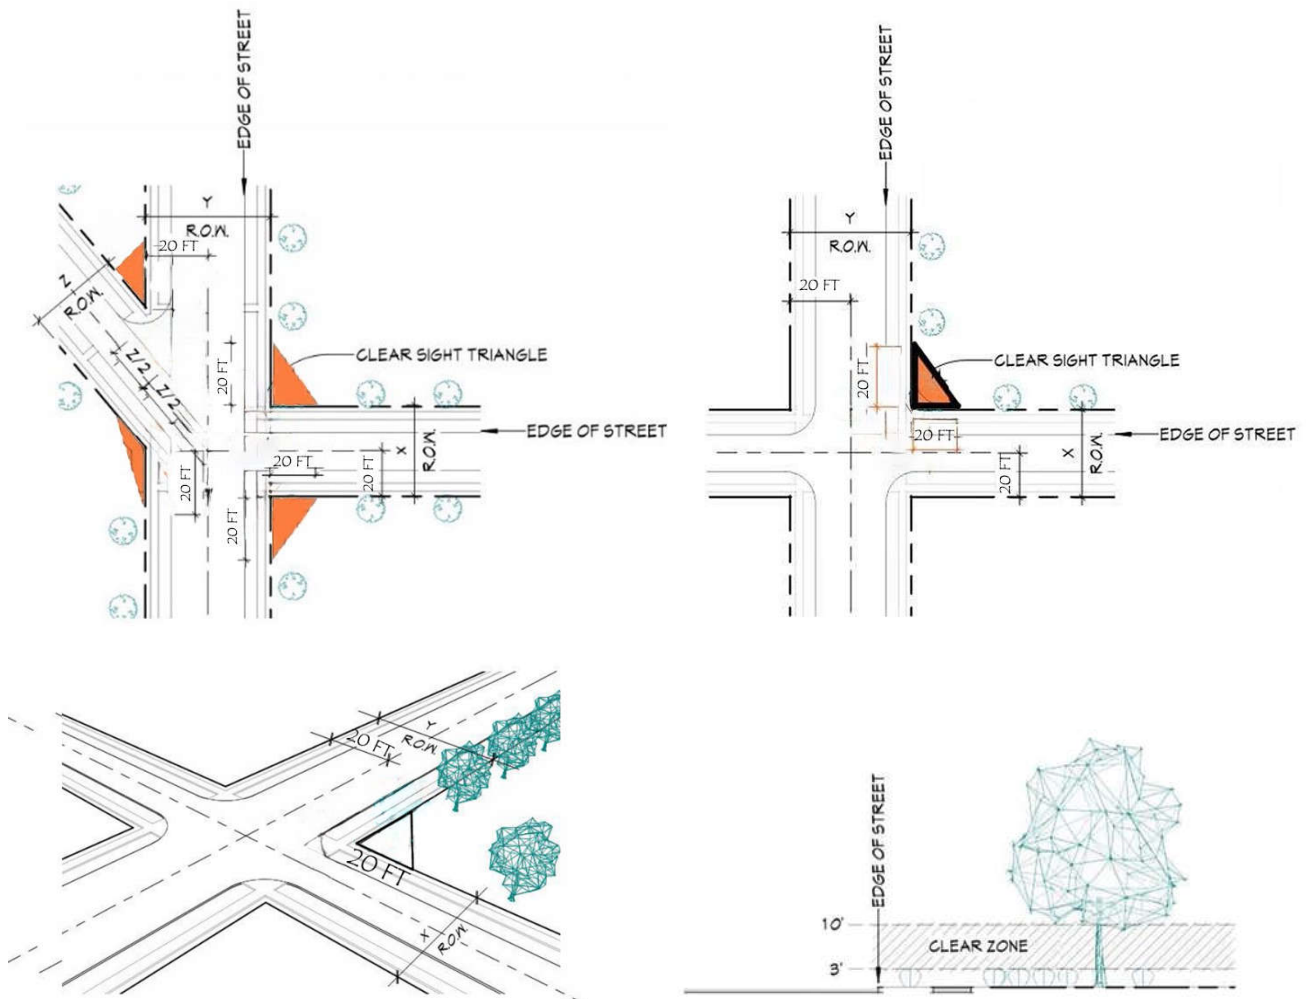 EDGE OF STREET
Y
R.O.W.
20 FT
Z
R.O.W.
Z/2
Z/2
20 FT
CLEAR SIGHT TRIANGLE
EDGE OF STREET
X
R.O.W.
20 FT
20 FT
20 FT
20 FT
EDGE OF STREET
Y
R.O.W.
20 FT
20 FT
CLEAR SIGHT TRIANGLE
EDGE OF STREET
20 FT
X
R.O.W.
20 FT
Y
R.O.W.
20 FT
20 FT
X
R.O.W.
EDGE OF STREET
10'
CLEAR ZONE
3'